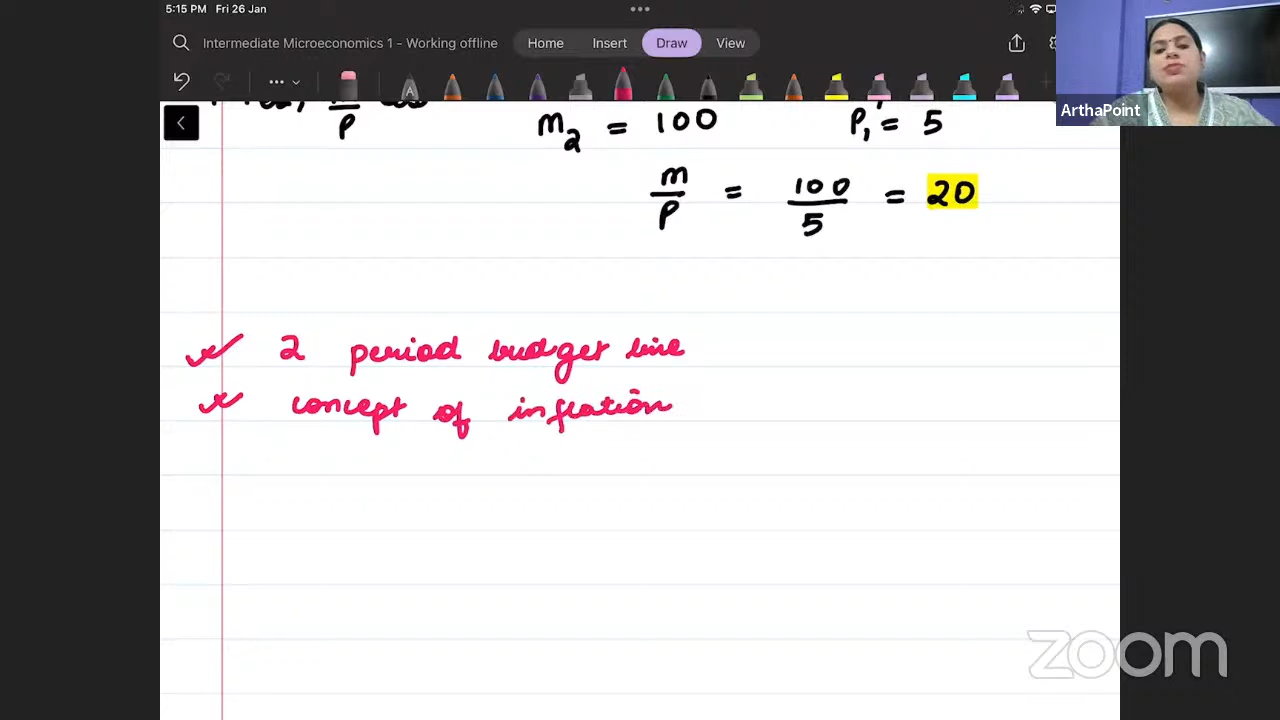 5:15 PM Fri 26 Jan
Intermediate Microeconomics 1 - Working offline
Home Insert Draw View
A
ArthaPoint
P
m2 = 100
P1' = 5
m/P = 100/5 = 20
2 period budget line
concept of inflation
zoom